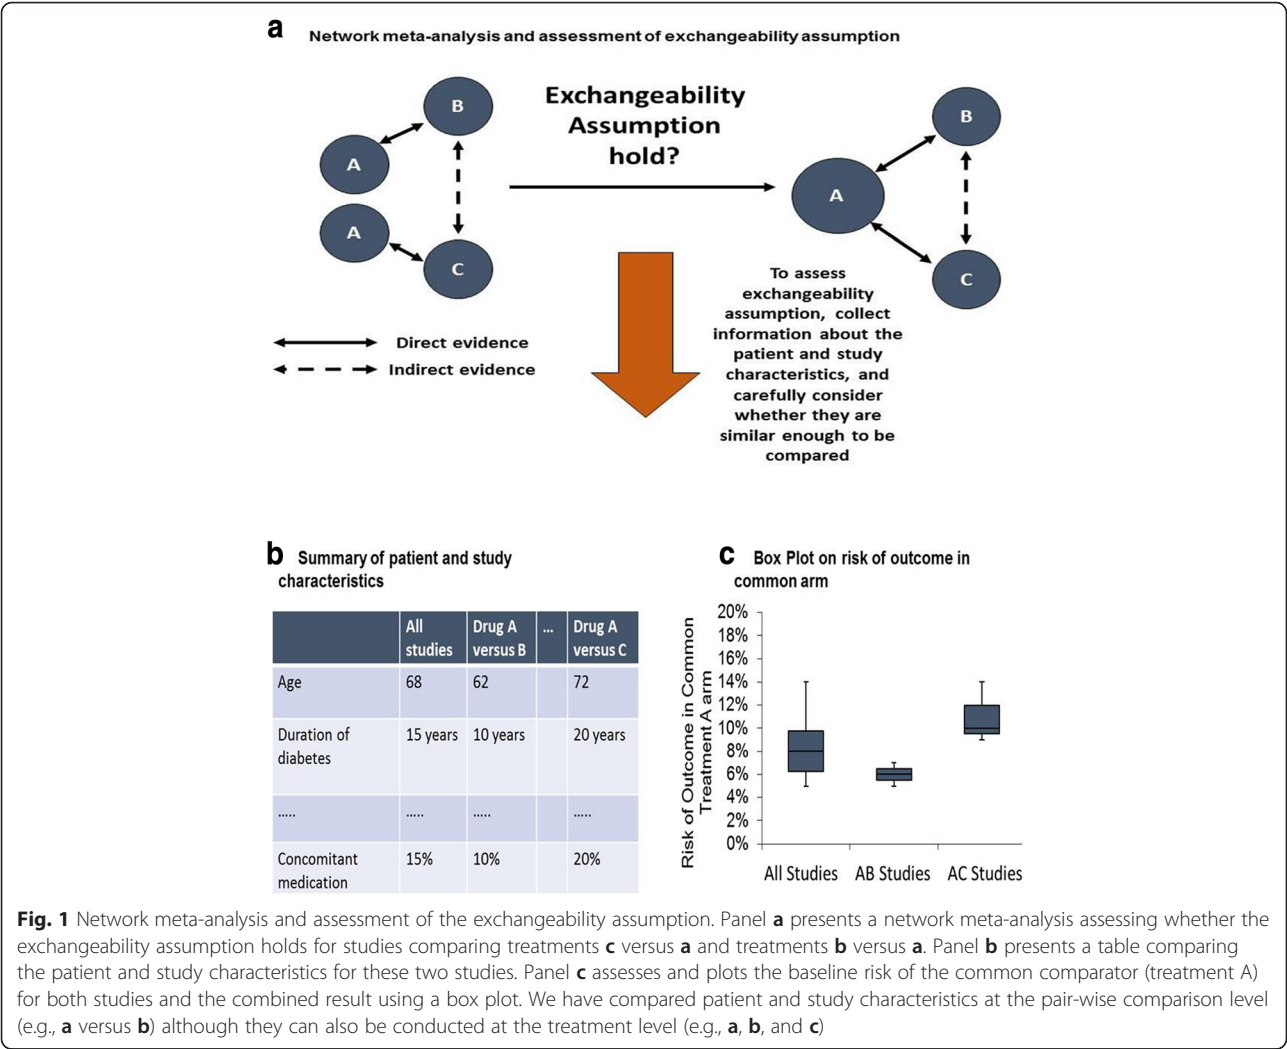 a Network meta-analysis and assessment of exchangeability assumption
B
A
A
C
Exchangeability
Assumption
hold?
B
A
C
Direct evidence
Indirect evidence
To assess
exchangeability
assumption, collect
information about the
patient and study
characteristics, and
carefully consider
whether they are
similar enough to be
compared
b Summary of patient and study
characteristics
All studies Drug A versus B ... Drug A versus C
Age 68 62 72
Duration of diabetes 15 years 10 years 20 years
..... ..... ..... .....
Concomitant medication 15% 10% 20%
c Box Plot on risk of outcome in
common arm
Risk of Outcome in Common
Treatment A arm
20%
18%
16%
14%
12%
10%
8%
6%
4%
2%
0%
All Studies AB Studies AC Studies
Fig. 1 Network meta-analysis and assessment of the exchangeability assumption. Panel a presents a network meta-analysis assessing whether the
exchangeability assumption holds for studies comparing treatments c versus a and treatments b versus a. Panel b presents a table comparing
the patient and study characteristics for these two studies. Panel c assesses and plots the baseline risk of the common comparator (treatment A)
for both studies and the combined result using a box plot. We have compared patient and study characteristics at the pair-wise comparison level
(e.g., a versus b) although they can also be conducted at the treatment level (e.g., a, b, and c)